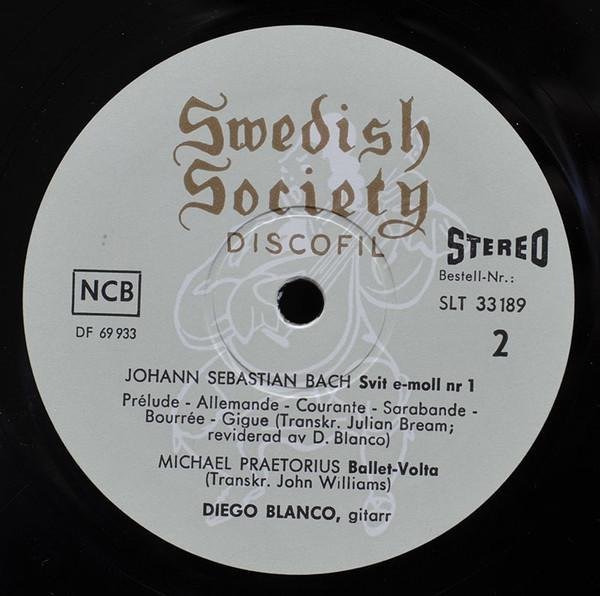 Swedish
Society
DISCOFIL
STEREO
Bestell-Nr.:
NCB
SLT 33189
DF 69 933
2
JOHANN SEBASTIAN BACH Svit e-moll nr 1
Prélude - Allemande - Courante - Sarabande -
Bourrée - Gigue (Transkr. Julian Bream;
reviderad av D. Blanco)
MICHAEL PRAETORIUS Ballet-Volta
(Transkr. John Williams)
DIEGO BLANCO, gitarr